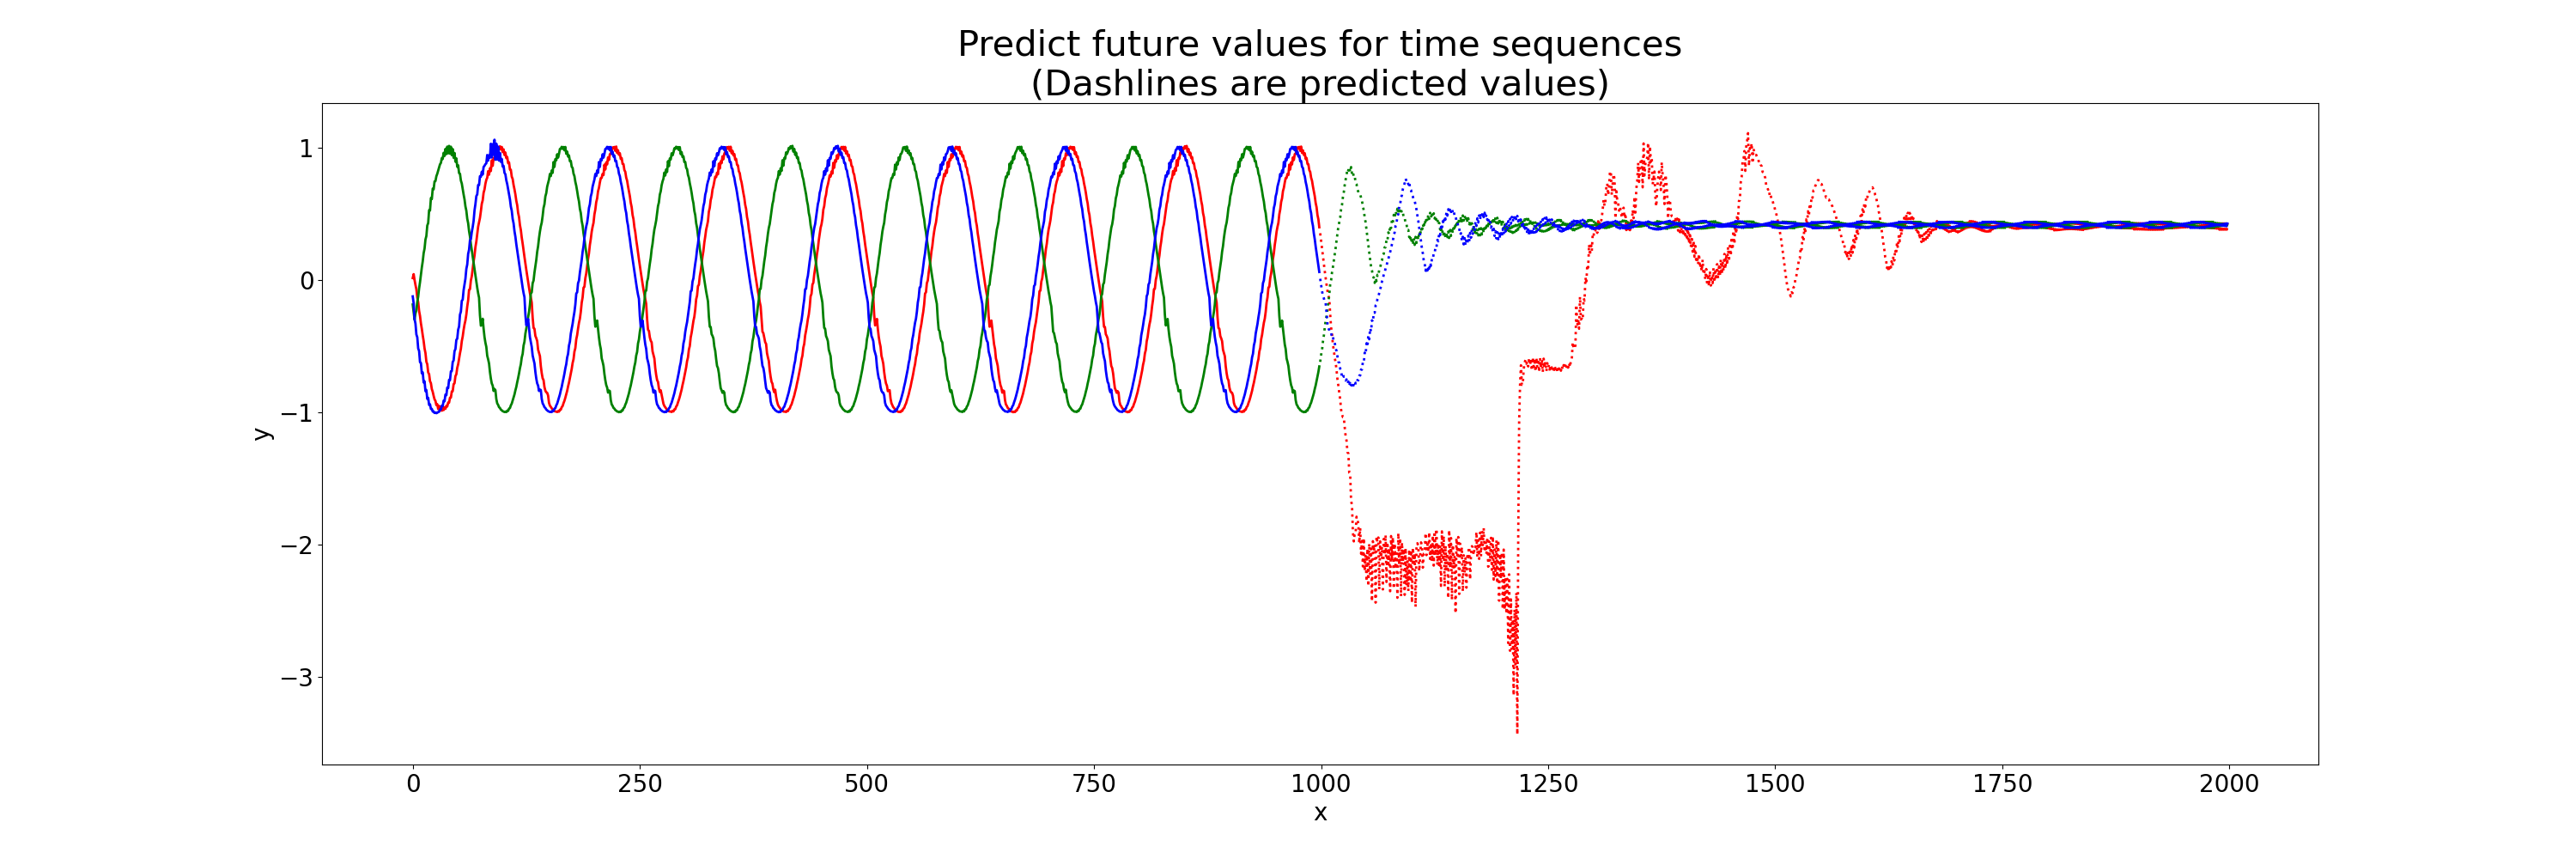 Predict future values for time sequences
(Dashlines are predicted values)
1
0
−1
−2
−3
y
0 250 500 750 1000 1250 1500 1750 2000
x